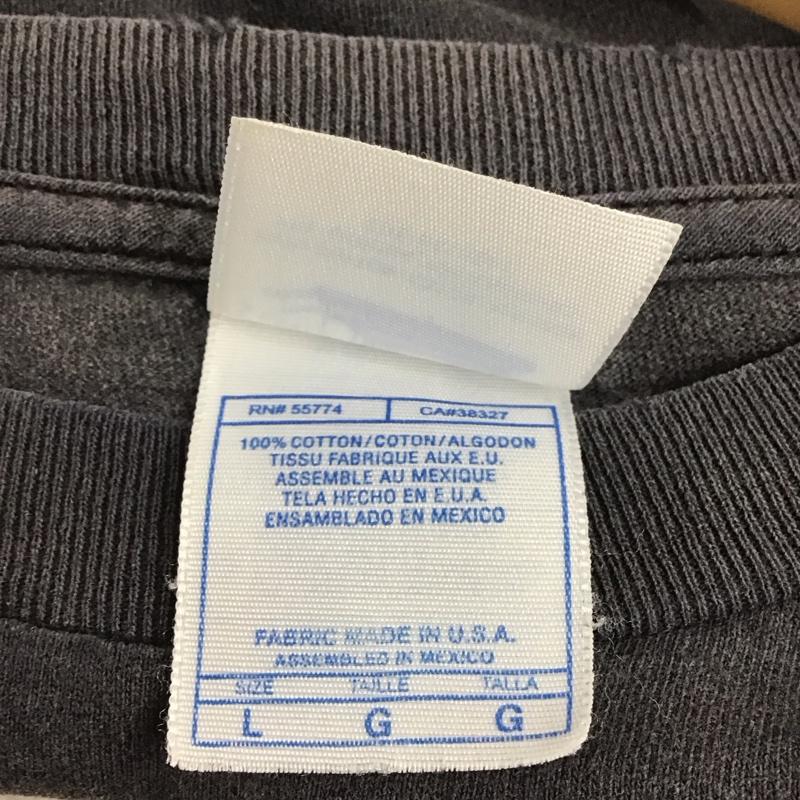 RN# 55774 CA#38327
100% COTTON/COTON/ALGODON
TISSU FABRIQUE AUX E.U.
ASSEMBLE AU MEXIQUE
TELA HECHO EN E.U.A.
ENSAMBLADO EN MEXICO
FABRIC MADE IN U.S.A.
ASSEMBLED IN MEXICO
SIZE TAILLE TALLA
L G G